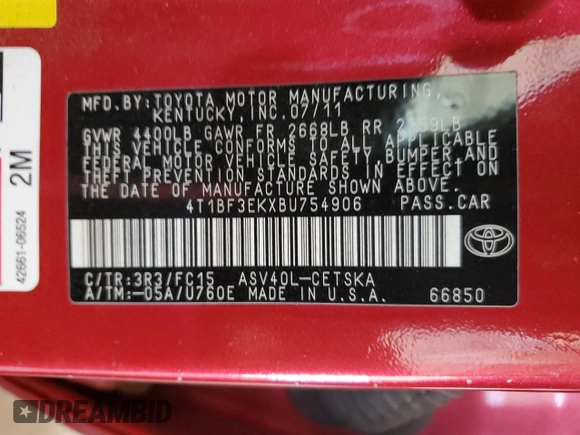 MFD.BY: TOYOTA MOTOR MANUFACTURING,
KENTUCKY, INC. 07/11
GVWR 4400LB GAWR FR 2668LB RR 2359LB
THIS VEHICLE CONFORMS TO ALL APPLICABLE
FEDERAL MOTOR VEHICLE SAFETY, BUMPER, AND
THEFT PREVENTION STANDARDS IN EFFECT ON
THE DATE OF MANUFACTURE SHOWN ABOVE.
4T1BF3EKXBU754906 PASS.CAR
C/TR: 3R3/FC15 ASV40L-CETSKA
A/TM: -05A/U760E MADE IN U.S.A. 66850
2M
42661-06524
DREAMBID